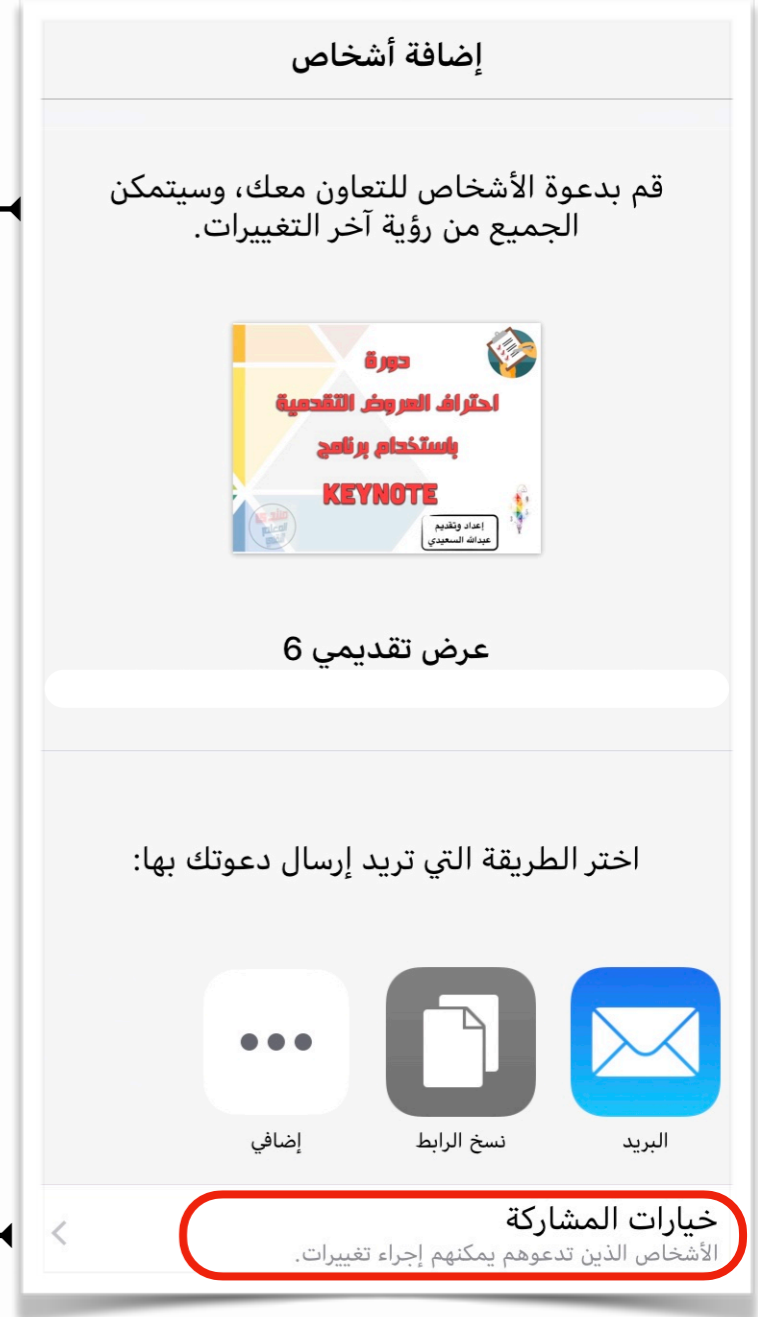 إضافة أشخاص
قم بدعوة الأشخاص للتعاون معك، وسيتمكن
الجميع من رؤية آخر التغييرات.
دورة
احتراف العروض التقدمية
باستخدام برنامج
KEYNOTE
إعداد وتقديم
عبدالله السعيدي
عرض تقديمي 6
اختر الطريقة التي تريد إرسال دعوتك بها:
البريد
نسخ الرابط
إضافي
خيارات المشاركة
الأشخاص الذين تدعوهم يمكنهم إجراء تغييرات.